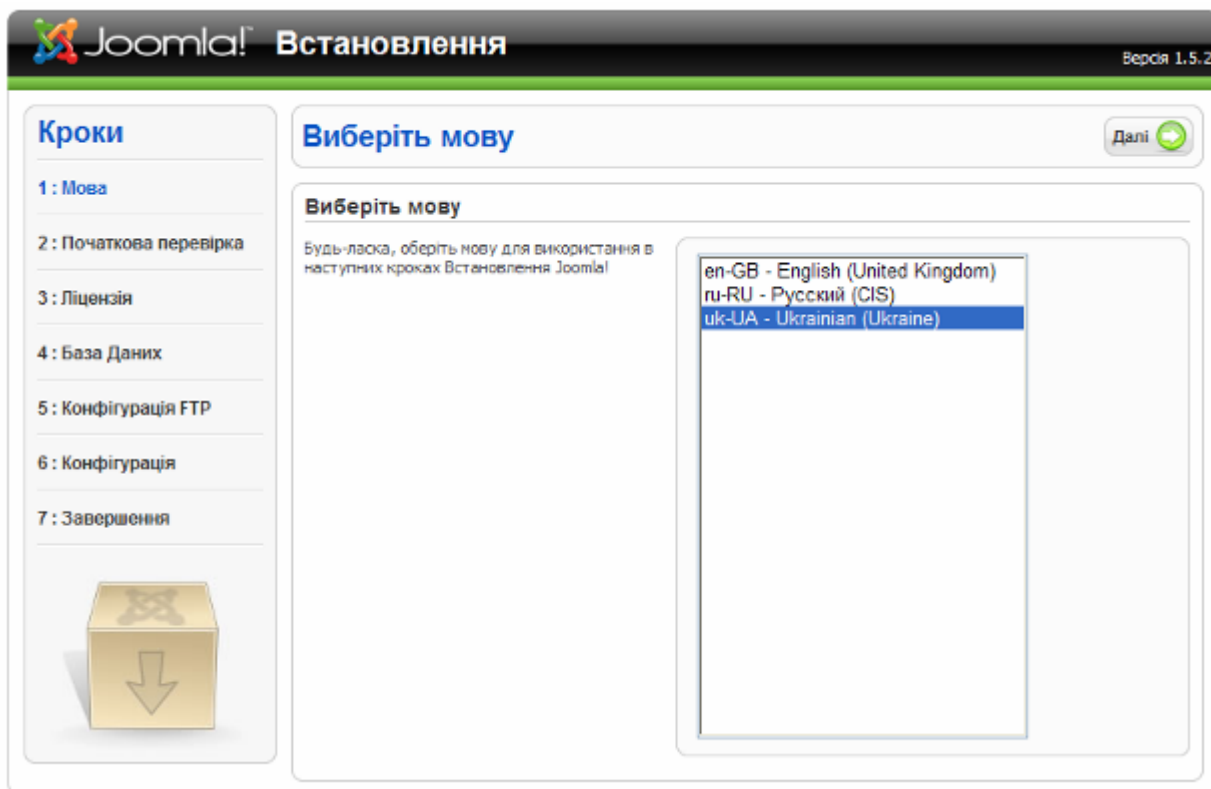 Joomla!™ Встановлення
Версія 1.5.2
Кроки
1 : Мова
2 : Початкова перевірка
3 : Ліцензія
4 : База Даних
5 : Конфігурація FTP
6 : Конфігурація
7 : Завершення
Виберіть мову
Далі
Виберіть мову
Будь-ласка, оберіть мову для використання в
наступних кроках Встановлення Joomla!
en-GB - English (United Kingdom)
ru-RU - Русский (CIS)
uk-UA - Ukrainian (Ukraine)